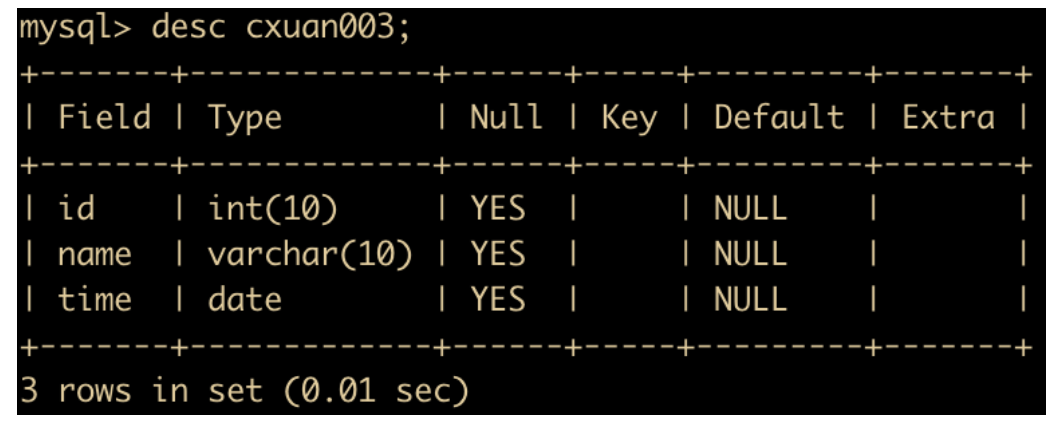 mysql> desc cxuan003;
+-------+-------------+------+-----+---------+-------+
| Field | Type        | Null | Key | Default | Extra |
+-------+-------------+------+-----+---------+-------+
| id    | int(10)     | YES  |     | NULL    |       |
| name  | varchar(10) | YES  |     | NULL    |       |
| time  | date        | YES  |     | NULL    |       |
+-------+-------------+------+-----+---------+-------+
3 rows in set (0.01 sec)